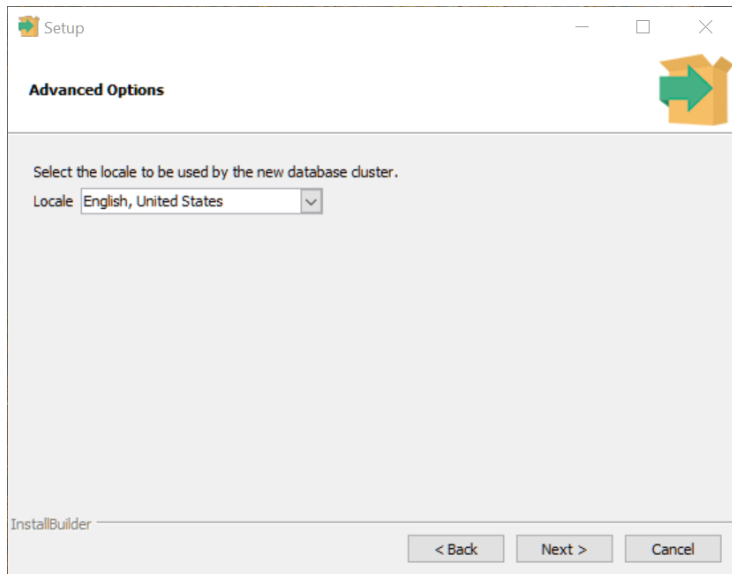 Setup
Advanced Options
Select the locale to be used by the new database cluster.
Locale English, United States
InstallBuilder
< Back Next > Cancel